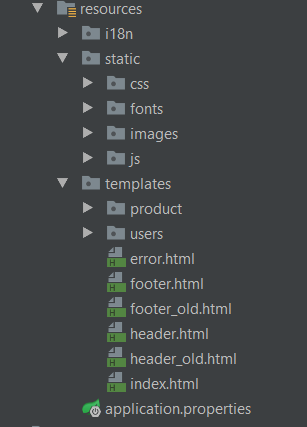 resources
i18n
static
css
fonts
images
js
templates
product
users
error.html
footer.html
footer_old.html
header.html
header_old.html
index.html
application.properties